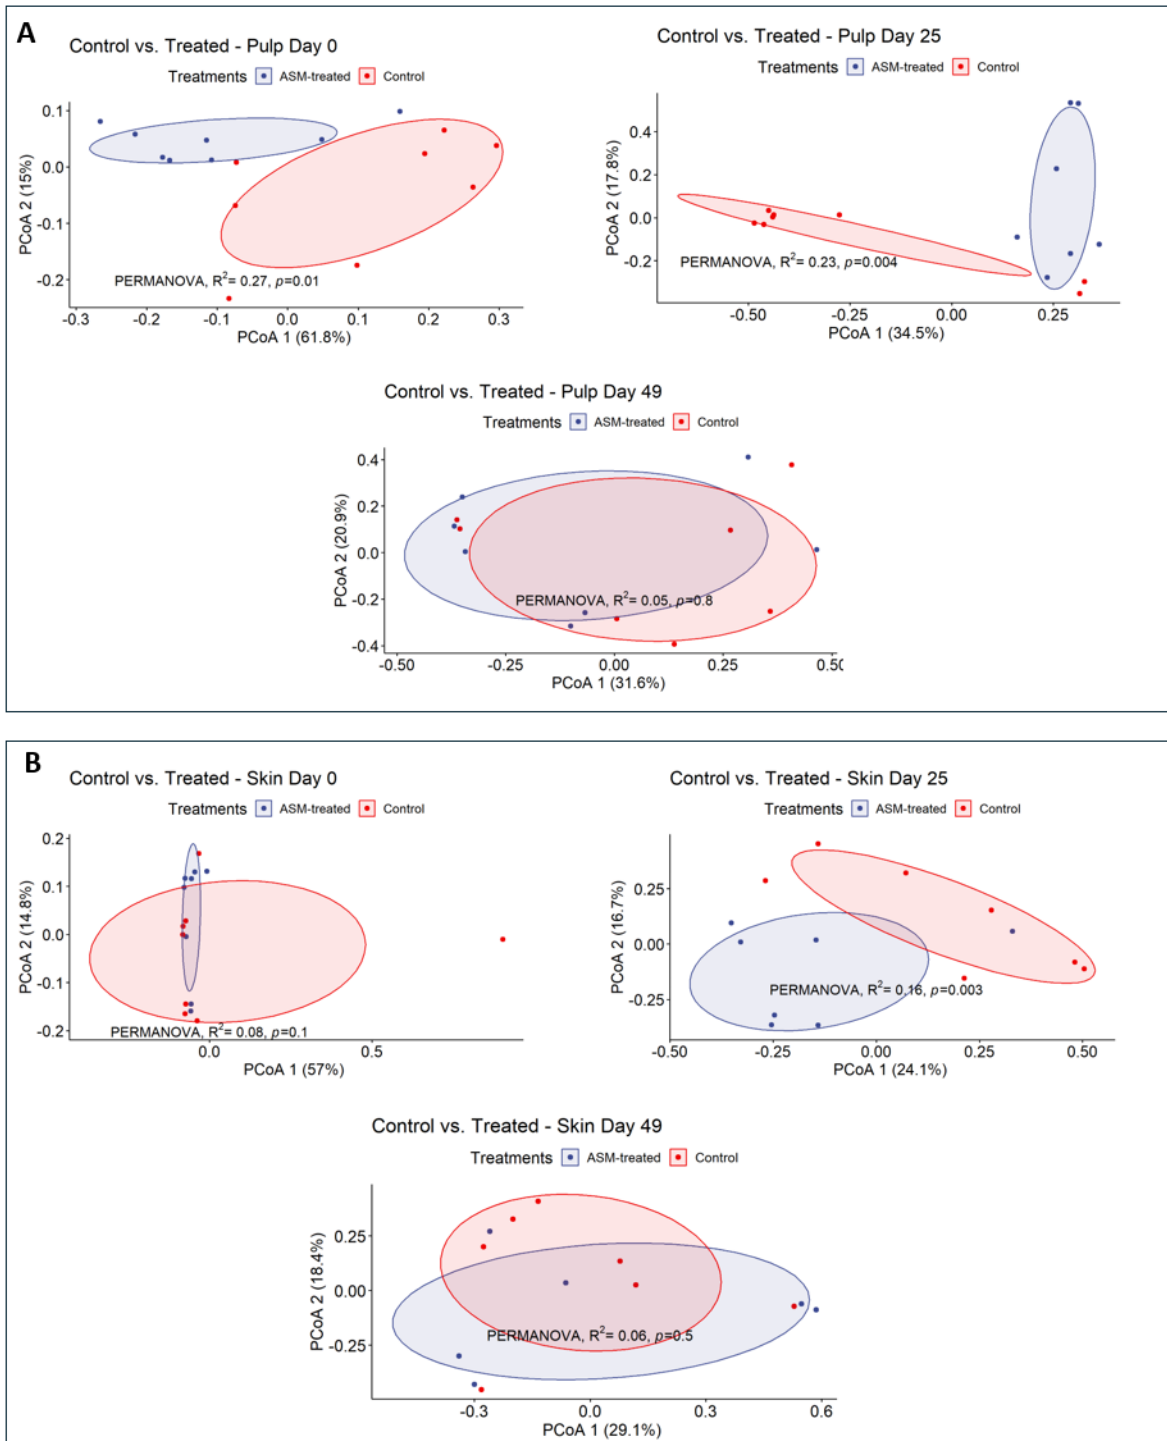 A
Control vs. Treated - Pulp Day 0
Treatments ASM-treated Control
0.1
0.0
-0.1
-0.2
PCoA 2 (15%)
PERMANOVA, R2= 0.27, p=0.01
-0.3 -0.2 -0.1 0.0 0.1 0.2 0.3
PCoA 1 (61.8%)
Control vs. Treated - Pulp Day 25
Treatments ASM-treated Control
0.4
0.2
0.0
-0.2
PCoA 2 (17.8%)
PERMANOVA, R2= 0.23, p=0.004
-0.50 -0.25 0.00 0.25
PCoA 1 (34.5%)
Control vs. Treated - Pulp Day 49
Treatments ASM-treated Control
0.4
0.2
0.0
-0.2
-0.4
PCoA 2 (20.9%)
PERMANOVA, R2= 0.05, p=0.8
-0.50 -0.25 0.00 0.25 0.50
PCoA 1 (31.6%)
B
Control vs. Treated - Skin Day 0
Treatments ASM-treated Control
0.2
0.1
0.0
-0.1
-0.2
PCoA 2 (14.8%)
PERMANOVA, R2= 0.08, p=0.1
0.0 0.5
PCoA 1 (57%)
Control vs. Treated - Skin Day 25
Treatments ASM-treated Control
0.25
0.00
-0.25
-0.50
PCoA 2 (16.7%)
PERMANOVA, R2= 0.16, p=0.003
-0.50 -0.25 0.00 0.25 0.50
PCoA 1 (24.1%)
Control vs. Treated - Skin Day 49
Treatments ASM-treated Control
0.25
0.00
-0.25
PCoA 2 (18.4%)
PERMANOVA, R2= 0.06, p=0.5
-0.3 0.0 0.3 0.6
PCoA 1 (29.1%)